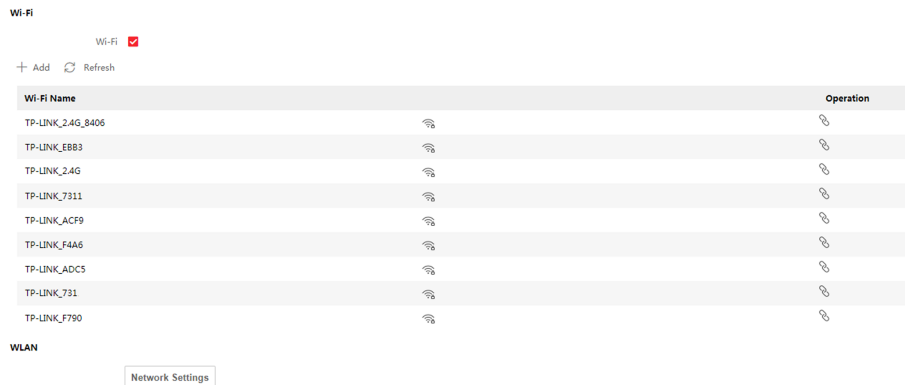 Wi-Fi
Wi-Fi
Add Refresh
Wi-Fi Name Operation
TP-LINK_2.4G_8406
TP-LINK_EBB3
TP-LINK_2.4G
TP-LINK_7311
TP-LINK_ACF9
TP-LINK_F4A6
TP-LINK_ADC5
TP-LINK_731
TP-LINK_F790
WLAN
Network Settings